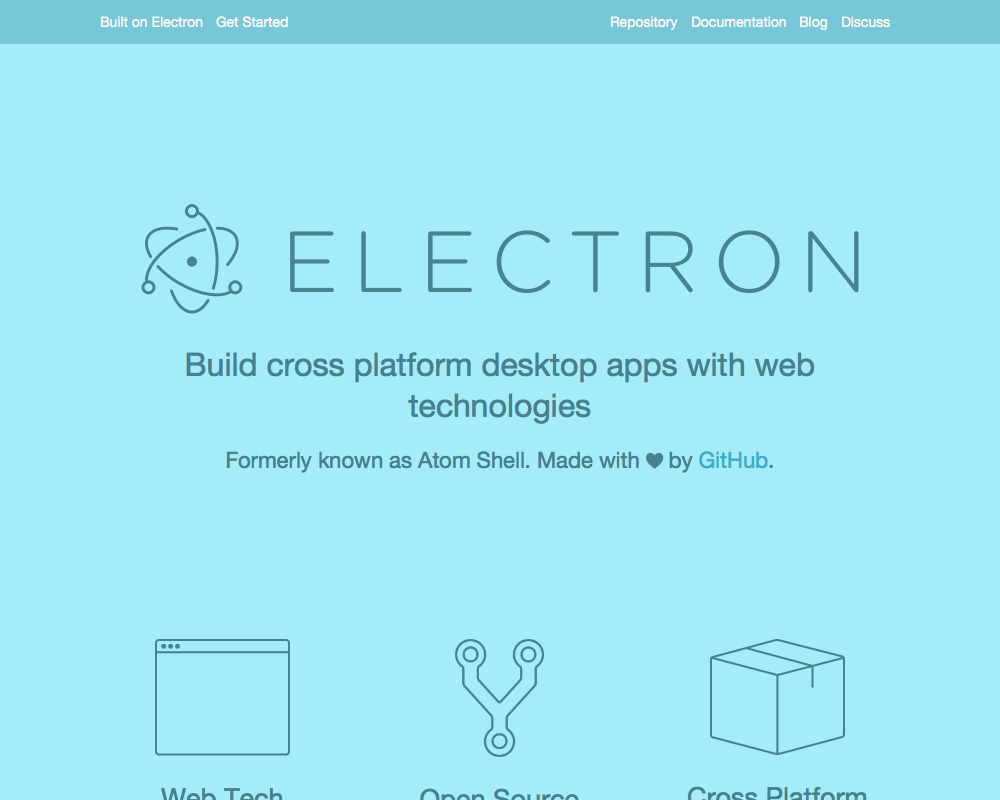 Built on Electron Get Started Repository Documentation Blog Discuss
ELECTRON
Build cross platform desktop apps with web
technologies
Formerly known as Atom Shell. Made with ♥ by GitHub.
Web Tech Open Source Cross Platform